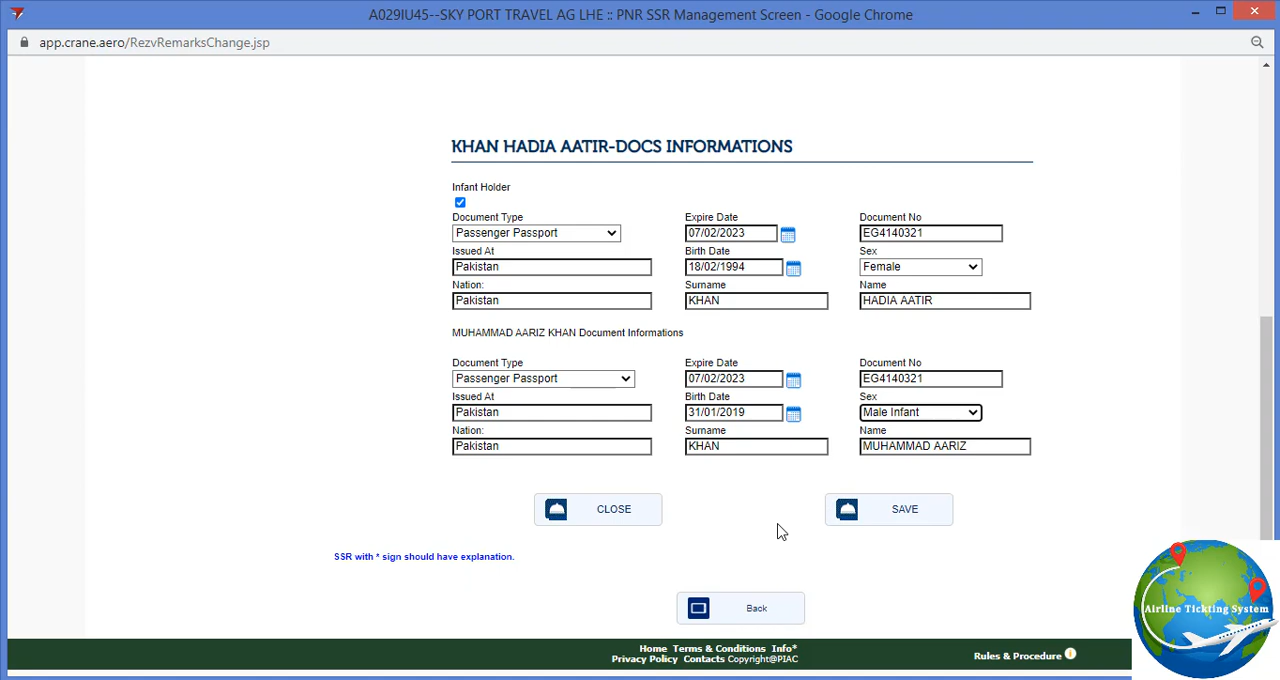 A029IU45--SKY PORT TRAVEL AG LHE :: PNR SSR Management Screen - Google Chrome
app.crane.aero/RezvRemarksChange.jsp
KHAN HADIA AATIR-DOCS INFORMATIONS
Infant Holder
Document Type Expire Date Document No
Passenger Passport 07/02/2023 EG4140321
Issued At Birth Date Sex
Pakistan 18/02/1994 Female
Nation: Surname Name
Pakistan KHAN HADIA AATIR
MUHAMMAD AARIZ KHAN Document Informations
Document Type Expire Date Document No
Passenger Passport 07/02/2023 EG4140321
Issued At Birth Date Sex
Pakistan 31/01/2019 Male Infant
Nation: Surname Name
Pakistan KHAN MUHAMMAD AARIZ
CLOSE SAVE
SSR with * sign should have explanation.
Back
Airline Tickting System
Home Terms & Conditions Info*
Privacy Policy Contacts Copyright@PIAC
Rules & Procedure